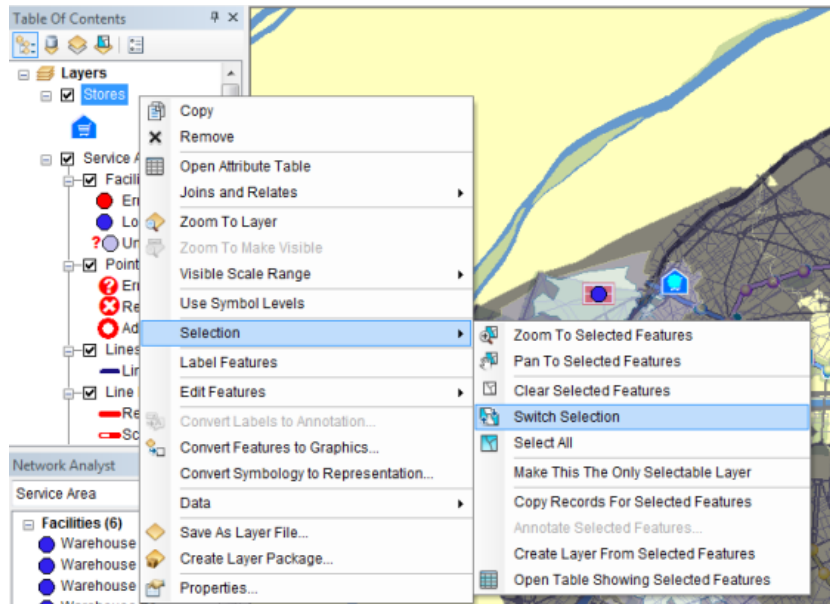 Table Of Contents
Layers
Stores
Service A
Facili
Err
Lo
Un
Point
Err
Re
Ad
Lines
Lin
Line
Re
Sc
Network Analyst
Service Area
Facilities (6)
Warehouse
Warehouse
Warehouse
Copy
Remove
Open Attribute Table
Joins and Relates
Zoom To Layer
Zoom To Make Visible
Visible Scale Range
Use Symbol Levels
Selection
Label Features
Edit Features
Convert Labels to Annotation...
Convert Features to Graphics...
Convert Symbology to Representation...
Data
Save As Layer File...
Create Layer Package...
Properties...
Zoom To Selected Features
Pan To Selected Features
Clear Selected Features
Switch Selection
Select All
Make This The Only Selectable Layer
Copy Records For Selected Features
Annotate Selected Features...
Create Layer From Selected Features
Open Table Showing Selected Features